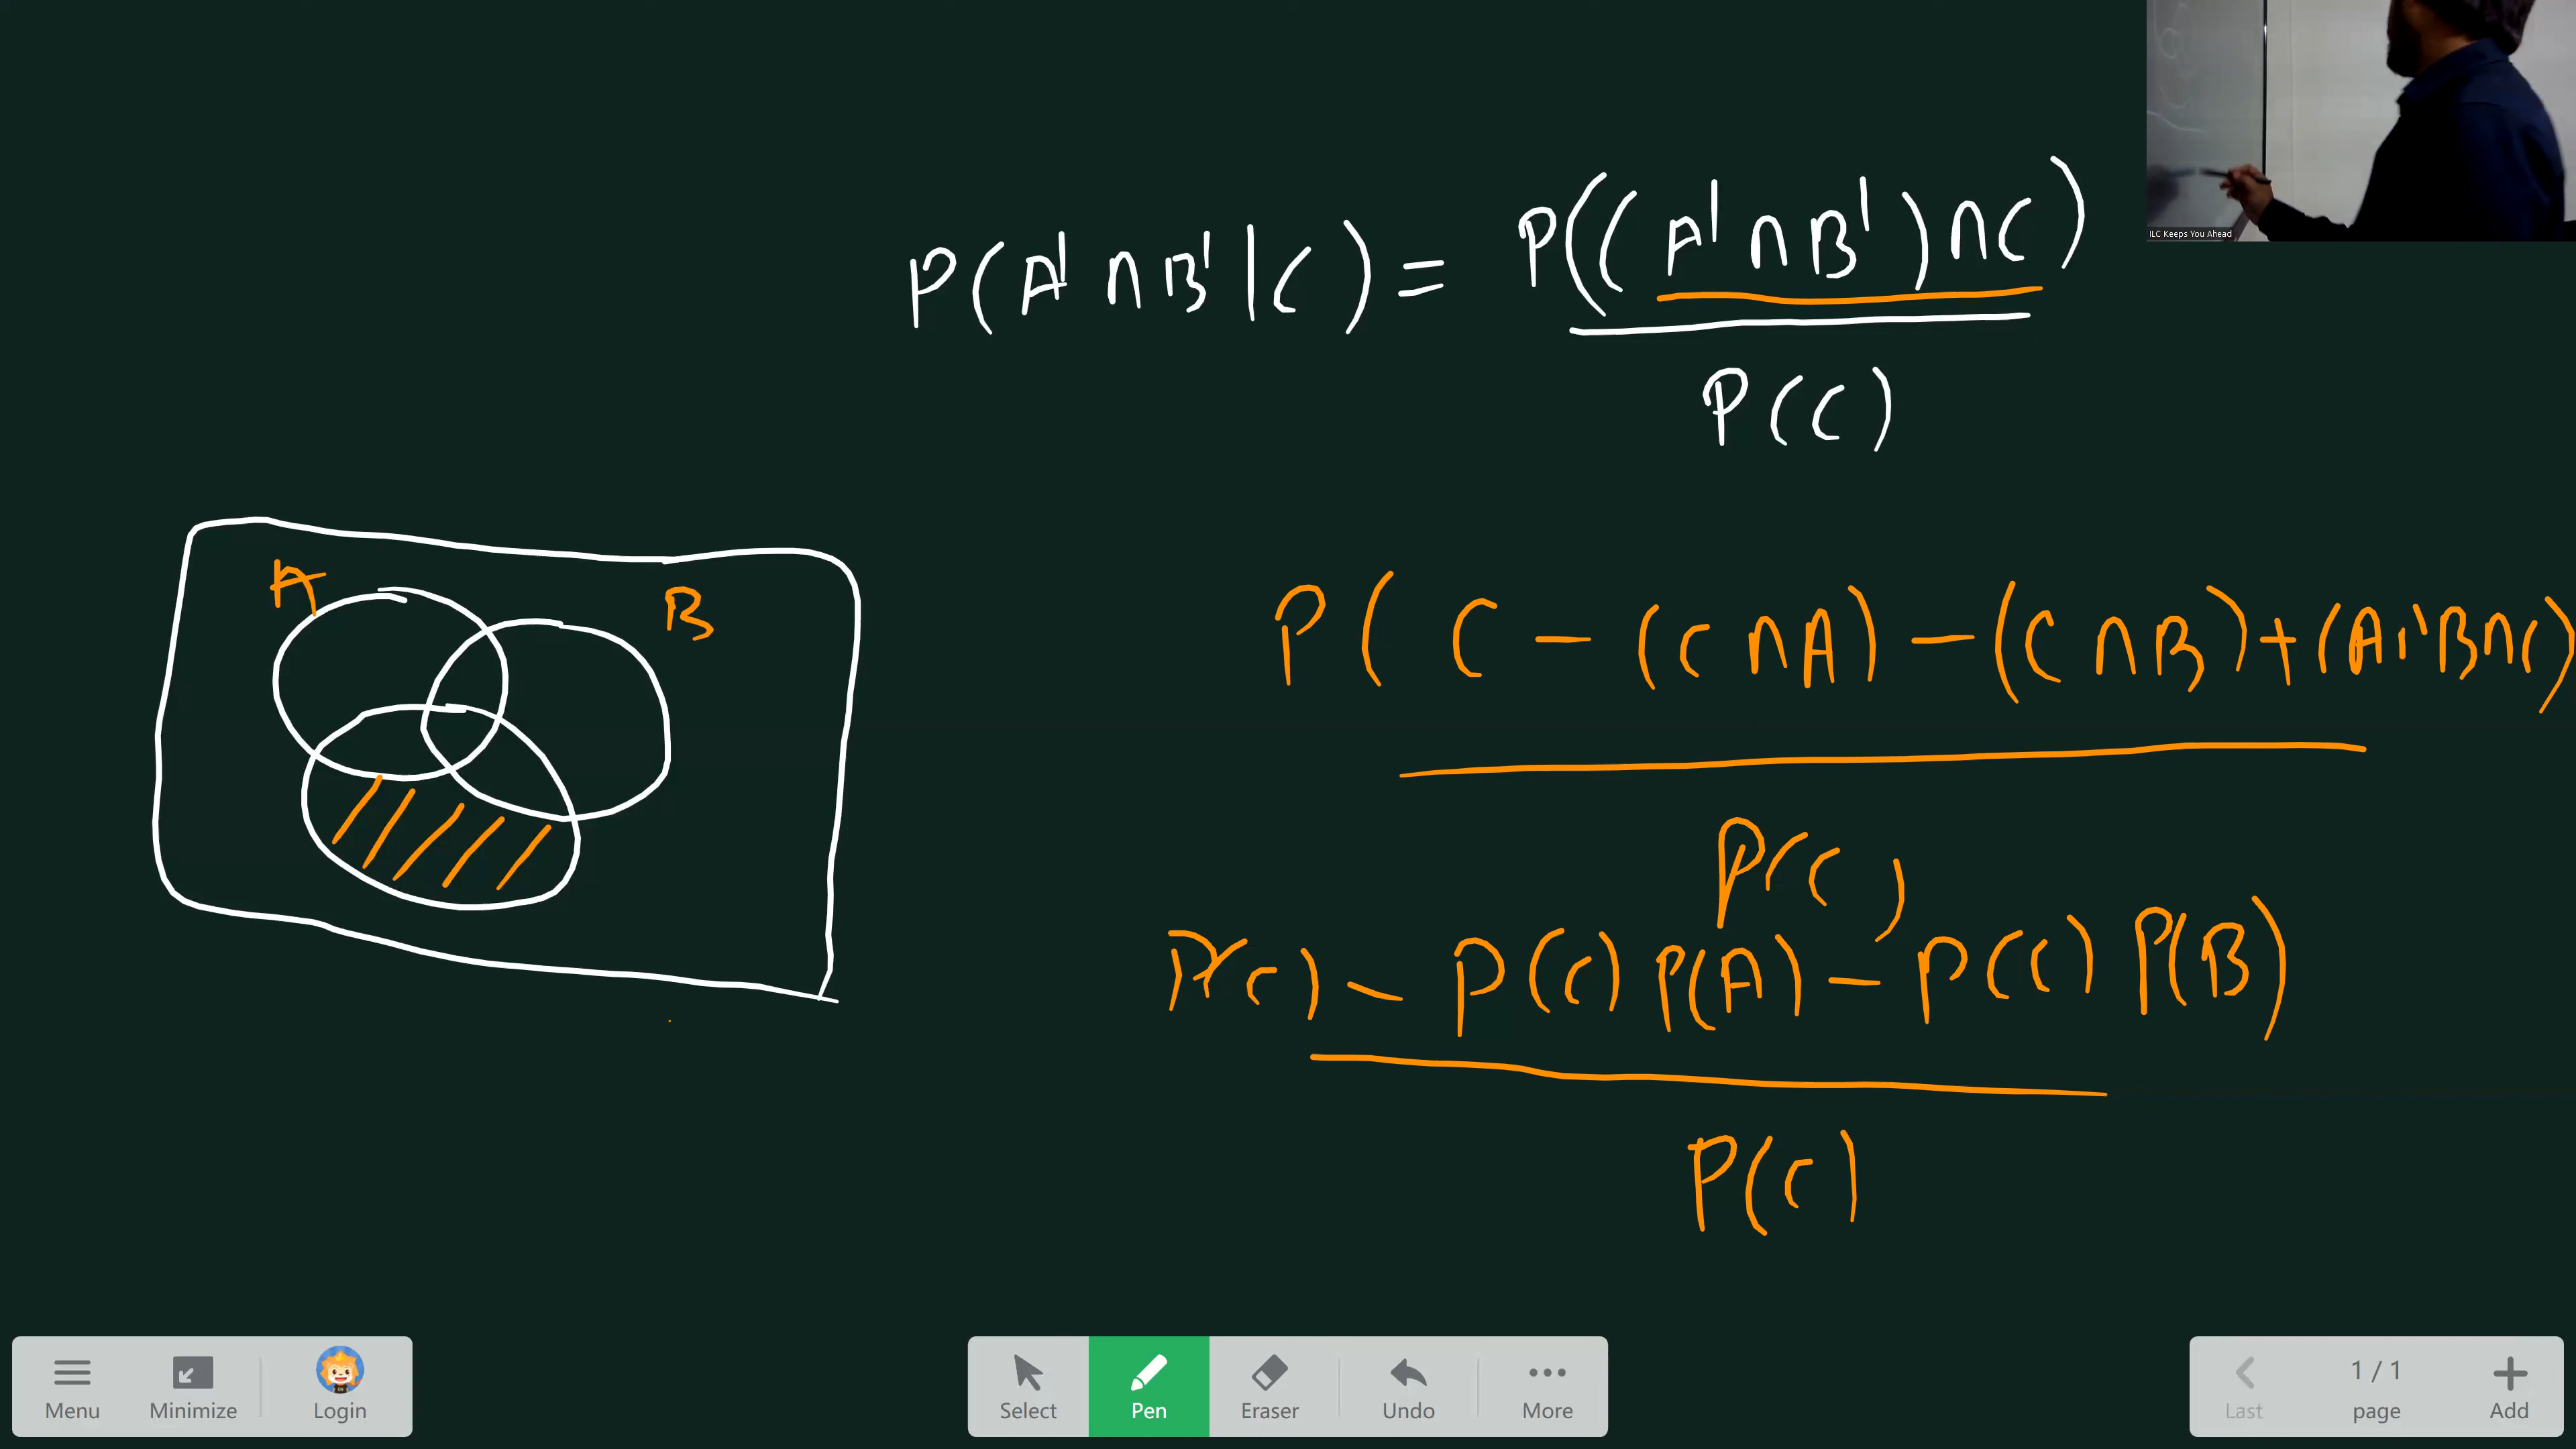 P(A' ∩ B' | C) = P((A' ∩ B') ∩ C)
P(C)
A
B
P( C - (C ∩ A) - (C ∩ B) + (A ∩ B ∩ C)
P(C)
P(C) - P(C) P(A) - P(C) P(B)
P(C)
ILC Keeps You Ahead
Menu
Minimize
Login
Select
Pen
Eraser
Undo
More
Last
1 / 1
page
Add